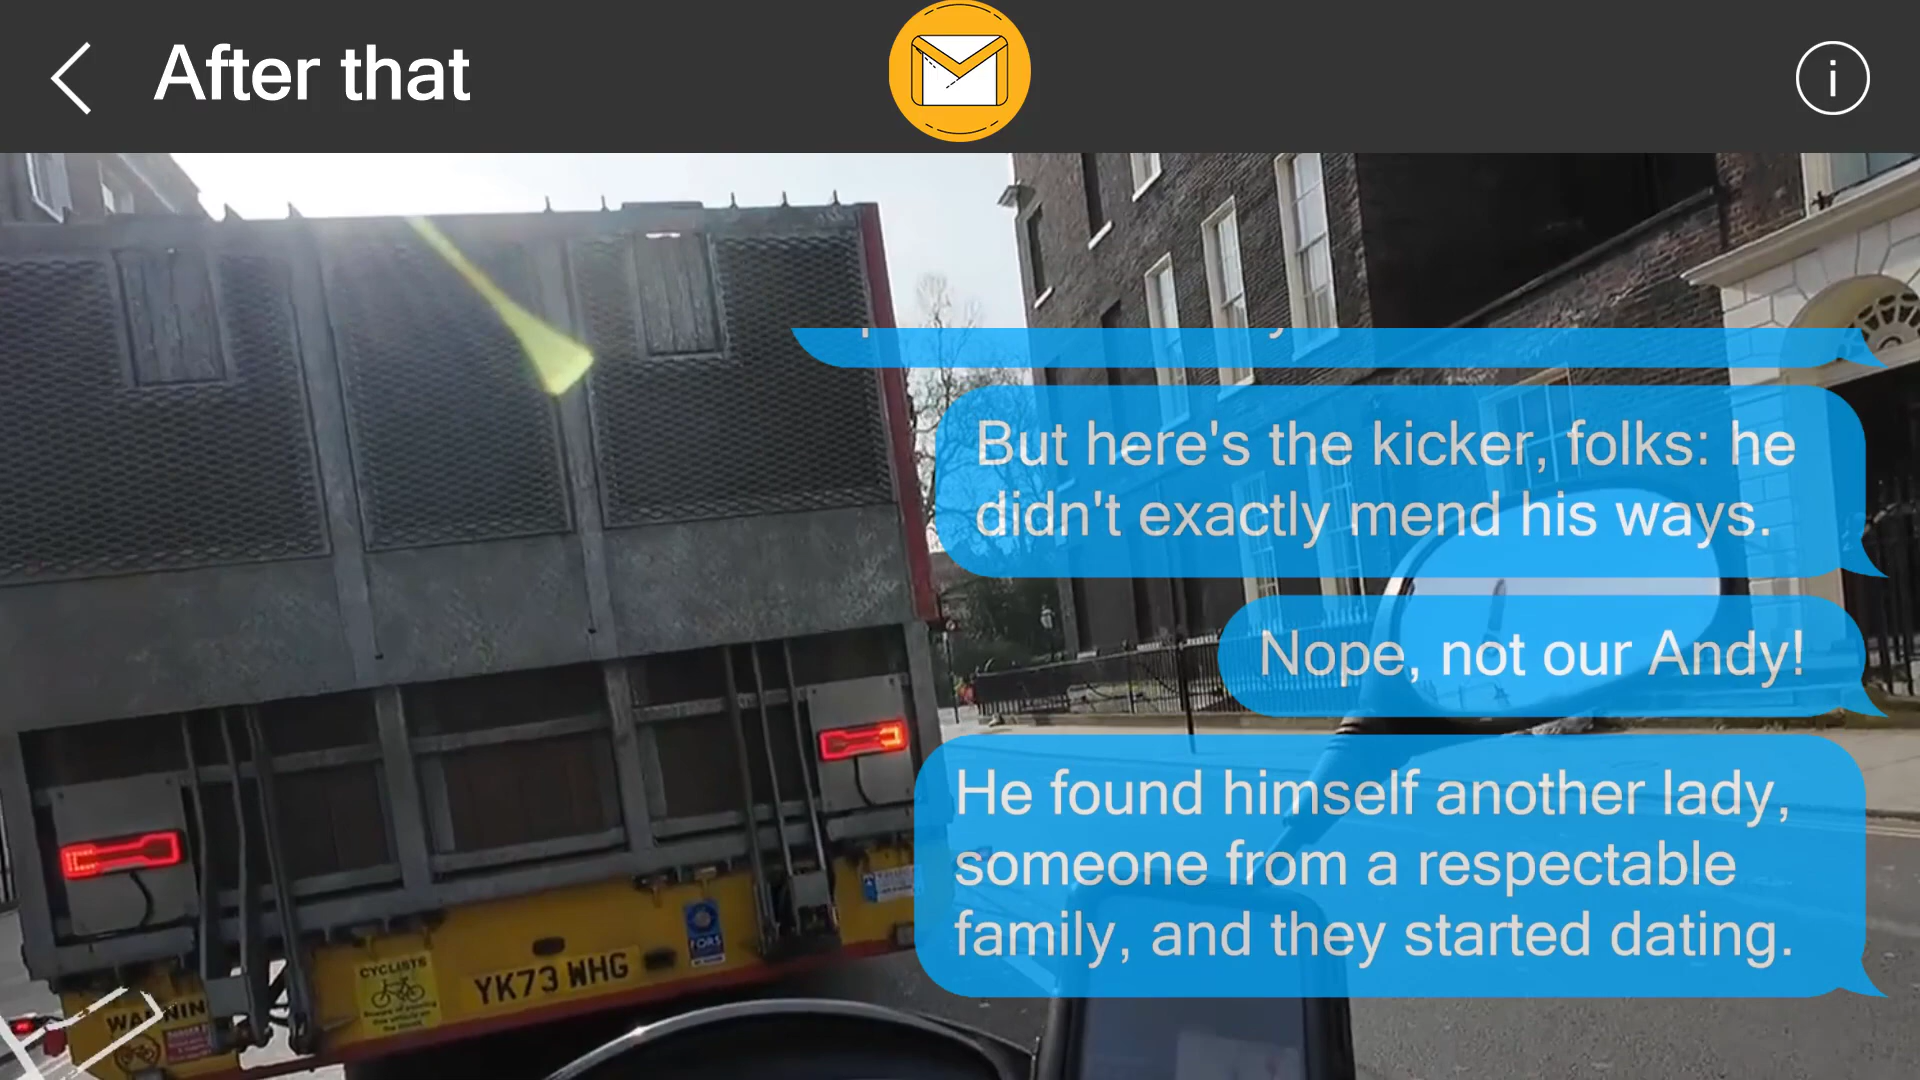 After that
But here's the kicker, folks: he
didn't exactly mend his ways.
Nope, not our Andy!
He found himself another lady,
someone from a respectable
family, and they started dating.
CYCLISTS
YK73 WHG
FORS